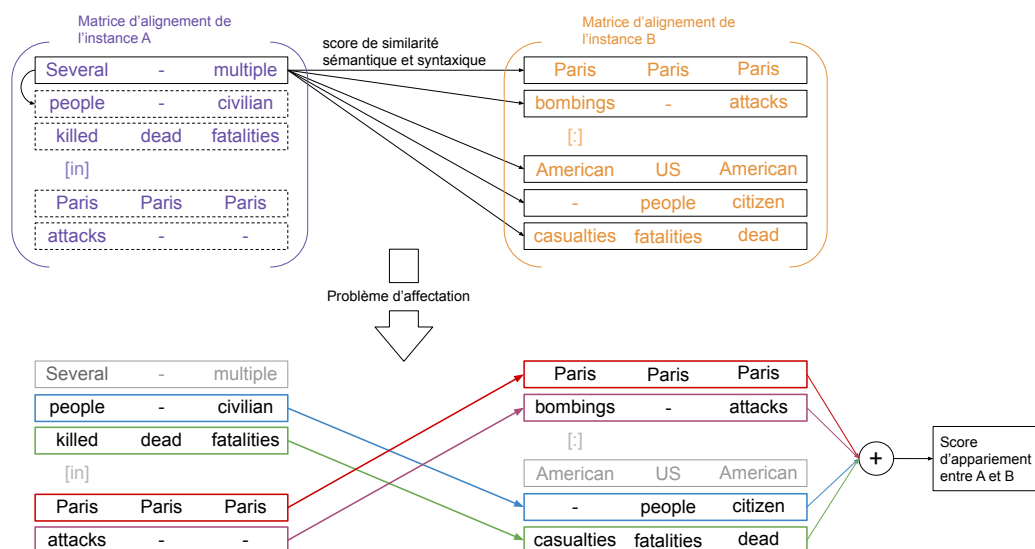 Matrice d'alignement de
l'instance A
Several - multiple
people - civilian
killed dead fatalities
[in]
Paris Paris Paris
attacks - -
score de similarité
sémantique et syntaxique
Matrice d'alignement de
l'instance B
Paris Paris Paris
bombings - attacks
[:]
American US American
- people citizen
casualties fatalities dead
Problème d'affectation
Several - multiple
people - civilian
killed dead fatalities
[in]
Paris Paris Paris
attacks - -
Paris Paris Paris
bombings - attacks
[:]
American US American
- people citizen
casualties fatalities dead
+
Score
d'appariement
entre A et B